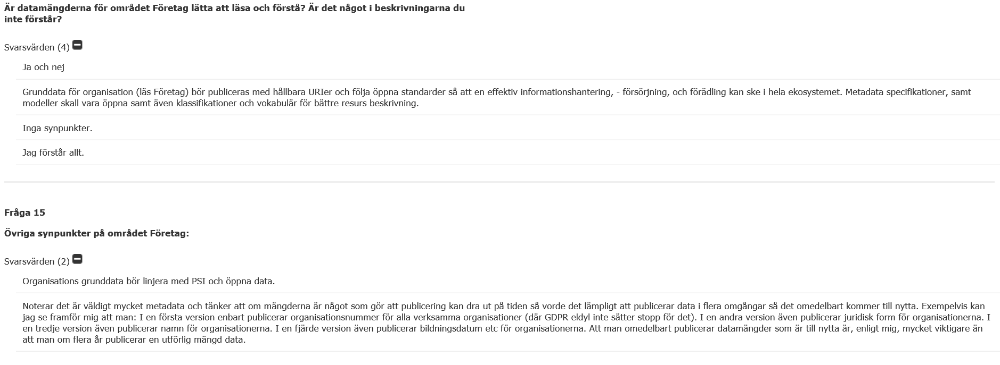 Är datamängderna för området Företag lätta att läsa och förstå? Är det något i beskrivningarna du
inte förstår?
Svarsvärden (4)
Ja och nej
Grunddata för organisation (läs Företag) bör publiceras med hållbara URIer och följa öppna standarder så att en effektiv informationshantering, - försörjning, och förädling kan ske i hela ekosystemet. Metadata specifikationer, samt
modeller skall vara öppna samt även klassifikationer och vokabulär för bättre resurs beskrivning.
Inga synpunkter.
Jag förstår allt.
Fråga 15
Övriga synpunkter på området Företag:
Svarsvärden (2)
Organisations grunddata bör linjera med PSI och öppna data.
Noterar det är väldigt mycket metadata och tänker att om mängderna är något som gör att publicering kan dra ut på tiden så vorde det lämpligt att publicerar data i flera omgångar så det omedelbart kommer till nytta. Exempelvis kan
jag se framför mig att man: I en första version enbart publicerar organisationsnummer för alla verksamma organisationer (där GDPR eldyl inte sätter stopp för det). I en andra version även publicerar juridisk form för organisationerna. I
en tredje version även publicerar namn för organisationerna. I en fjärde version även publicerar bildningsdatum etc för organisationerna. Att man omedelbart publicerar datamängder som är till nytta är, enligt mig, mycket viktigare än
att man om flera år publicerar en utförlig mängd data.